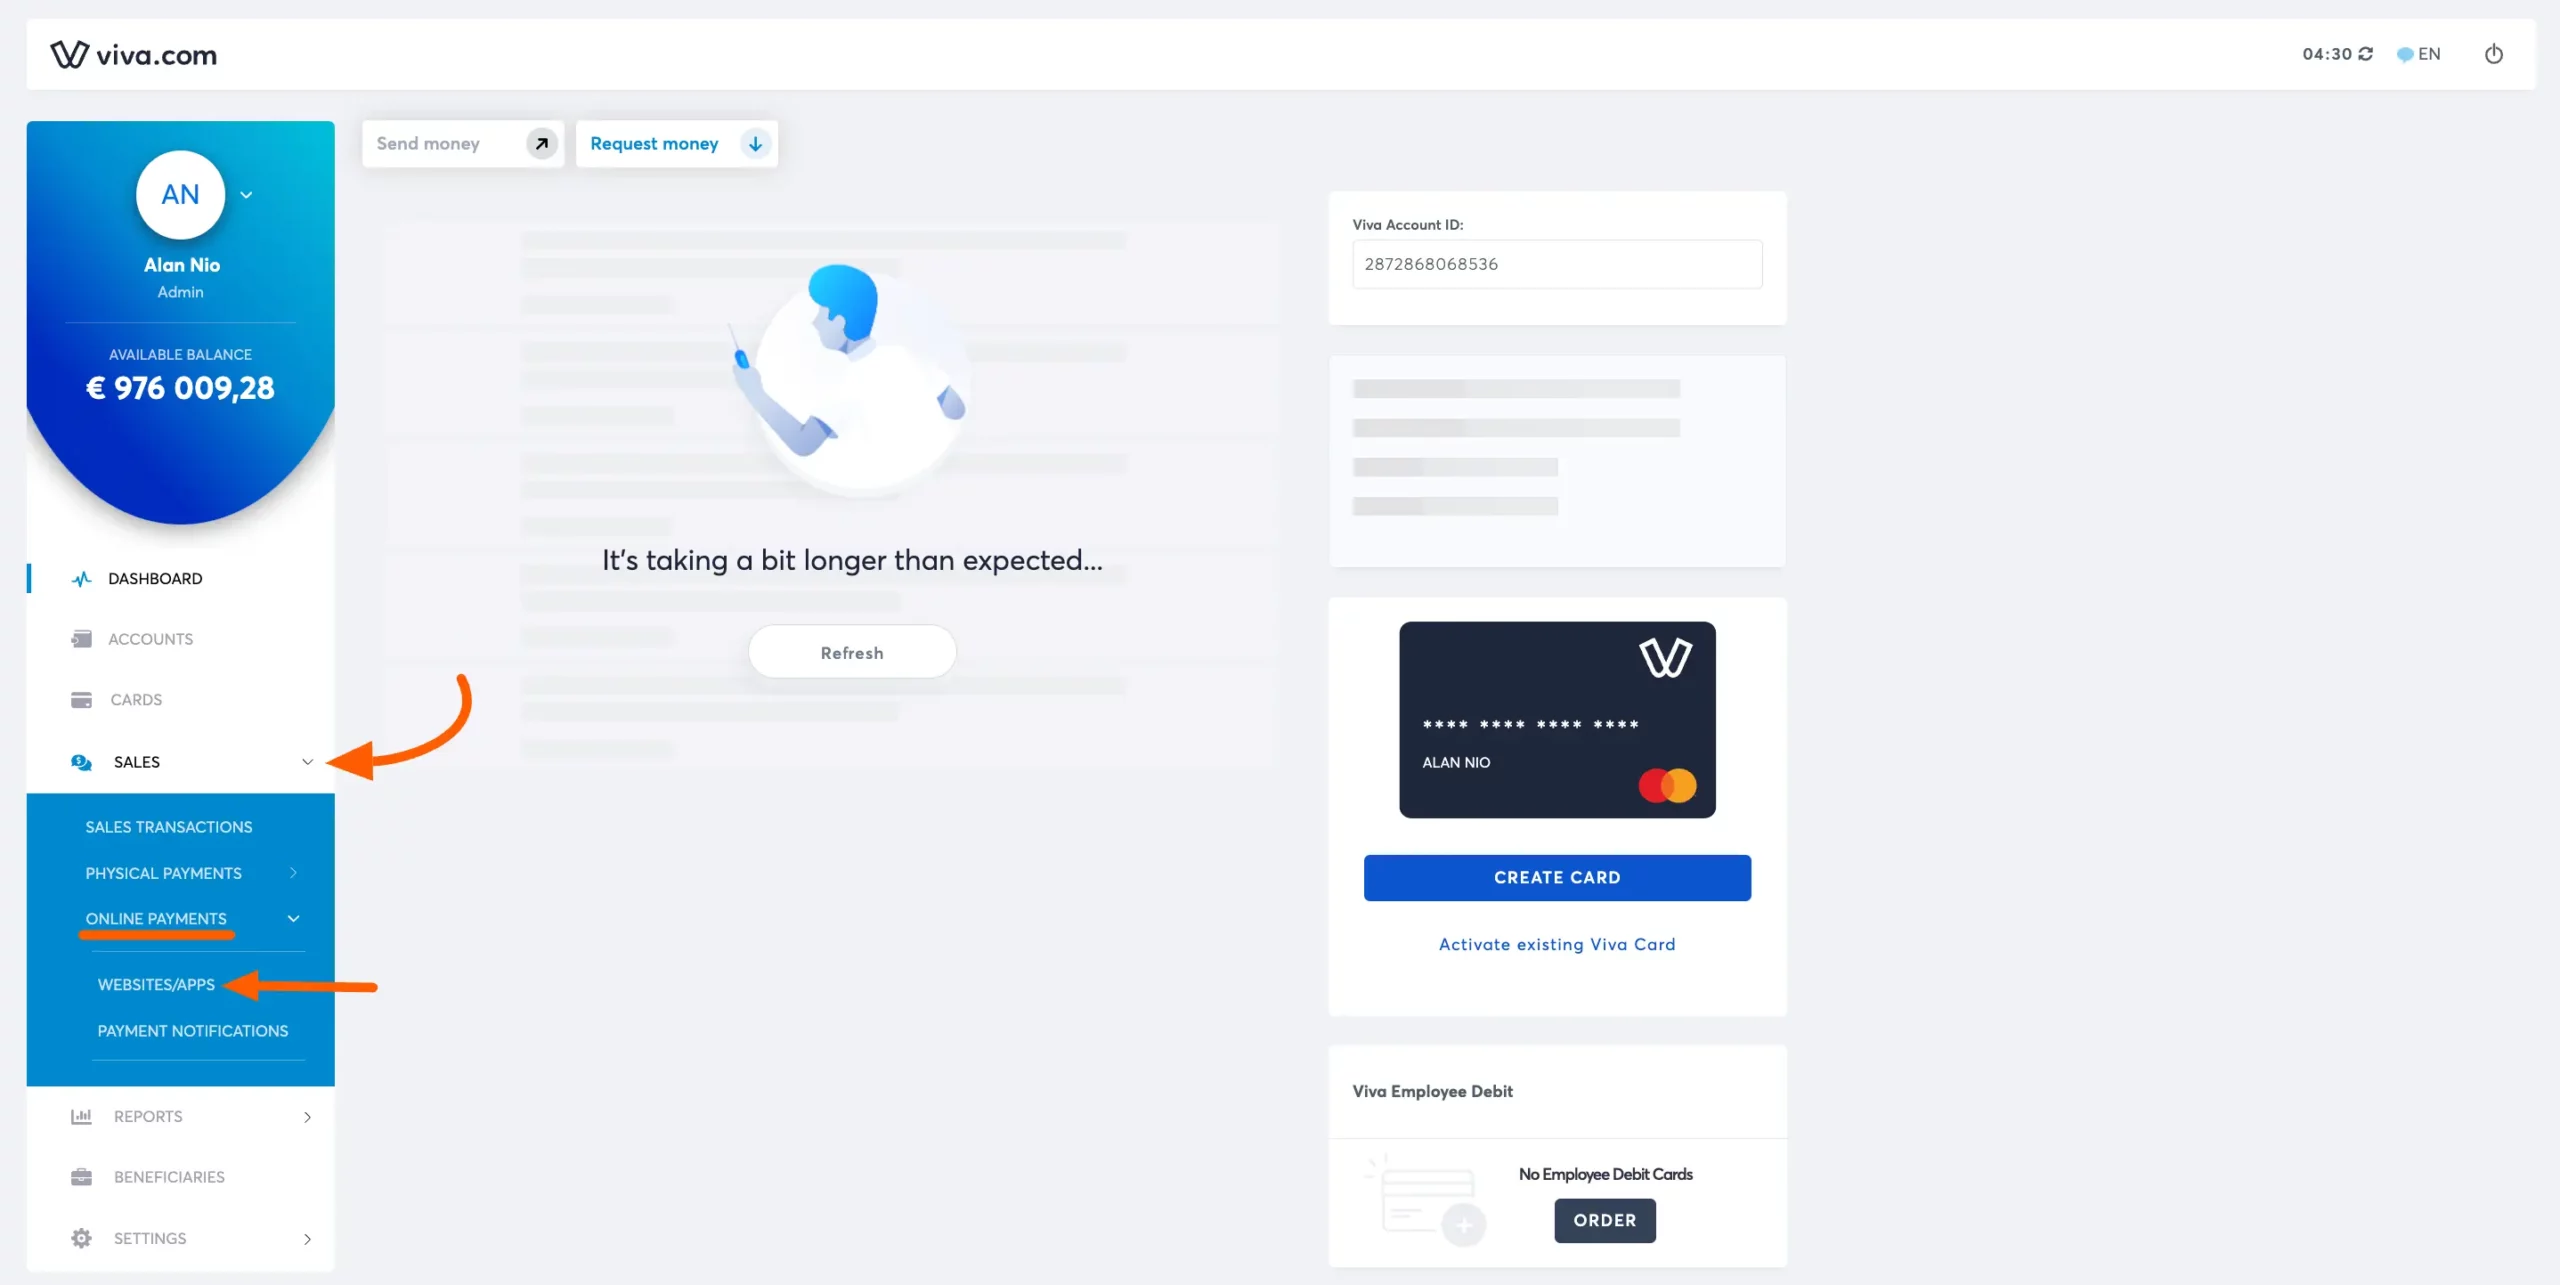 viva.com
04:30
EN
AN
Alan Nio
Admin
AVAILABLE BALANCE
€ 976 009,28
DASHBOARD
ACCOUNTS
CARDS
SALES
SALES TRANSACTIONS
PHYSICAL PAYMENTS
ONLINE PAYMENTS
WEBSITES/APPS
PAYMENT NOTIFICATIONS
REPORTS
BENEFICIARIES
SETTINGS
Send money
Request money
It's taking a bit longer than expected...
Refresh
Viva Account ID:
2872868068536
**** **** **** ****
ALAN NIO
CREATE CARD
Activate existing Viva Card
Viva Employee Debit
No Employee Debit Cards
ORDER